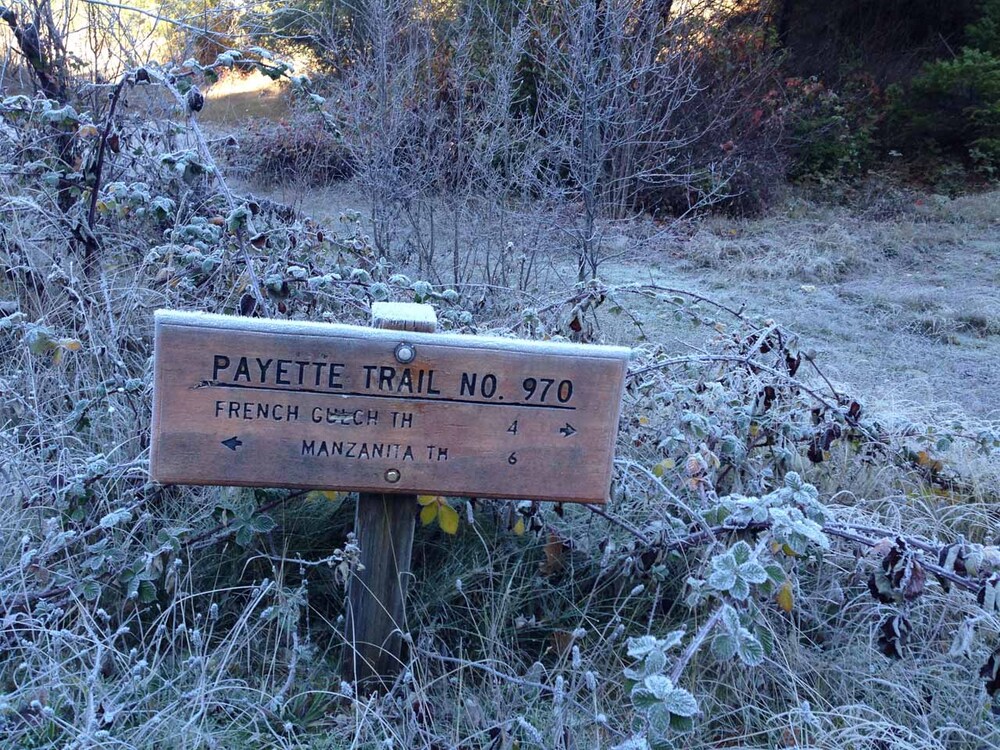 PAYETTE TRAIL NO. 970
FRENCH GULCH TH 4 →
← MANZANITA TH 6